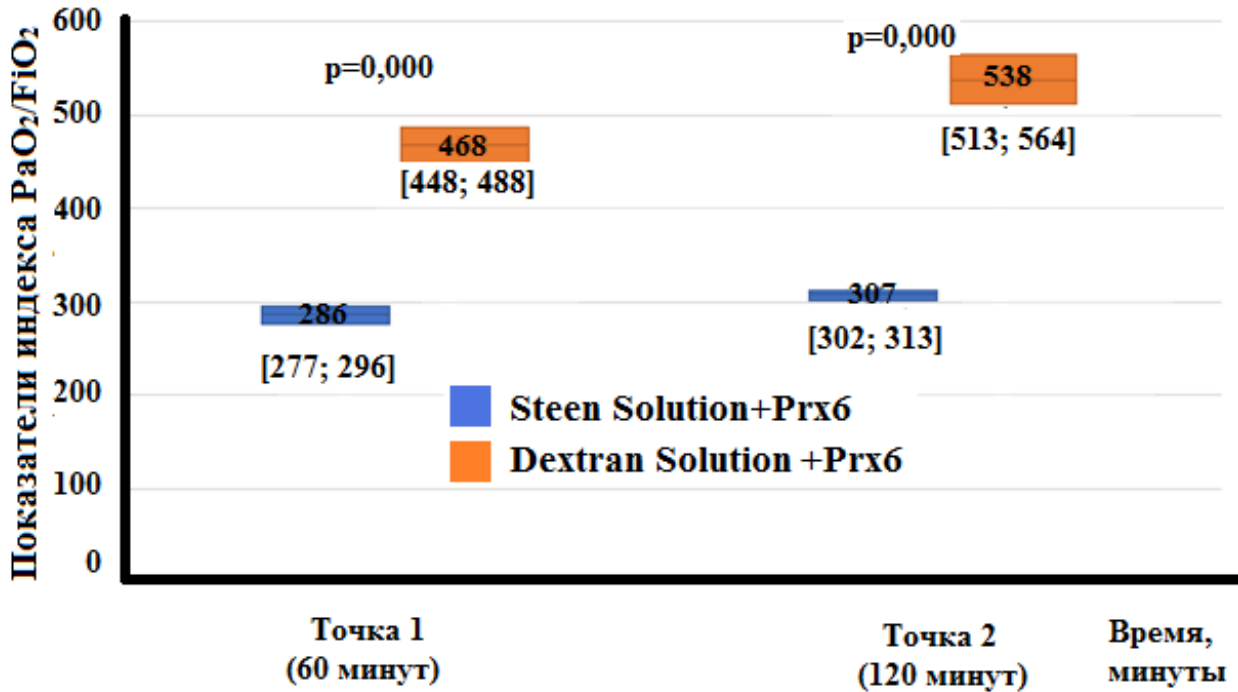 Показатели индекса PaO₂/FiO₂
600
500
400
300
200
100
0
p=0,000
p=0,000
468
[448; 488]
538
[513; 564]
286
[277; 296]
307
[302; 313]
Steen Solution+Prx6
Dextran Solution +Prx6
Точка 1
(60 минут)
Точка 2
(120 минут)
Время,
минуты